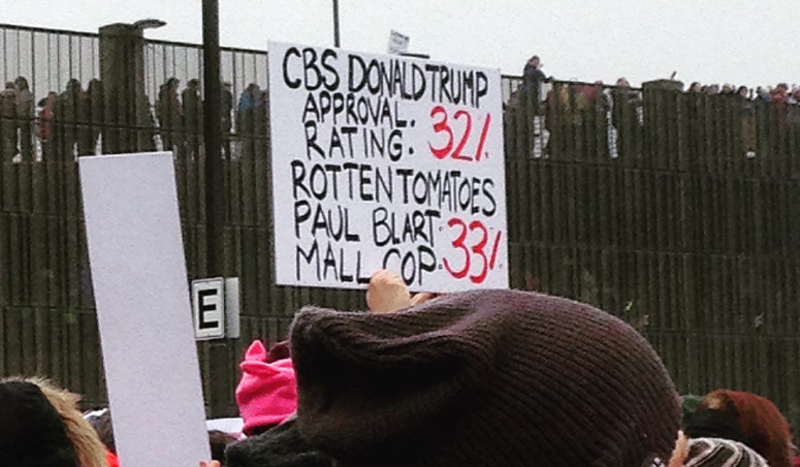 CBS DONALD TRUMP
APPROVAL.
RATING. 32%
ROTTEN TOMATOES
PAUL BLART:
MALL COP. 33%
E